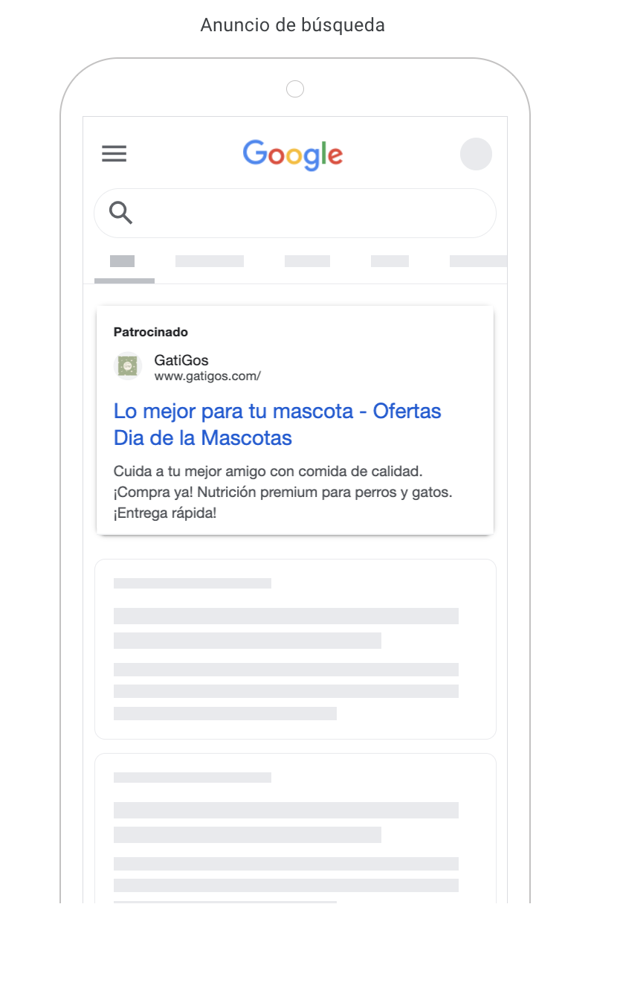 Anuncio de búsqueda
Google
Patrocinado
GatiGos
www.gatigos.com/
Lo mejor para tu mascota - Ofertas
Dia de la Mascotas
Cuida a tu mejor amigo con comida de calidad.
¡Compra ya! Nutrición premium para perros y gatos.
¡Entrega rápida!